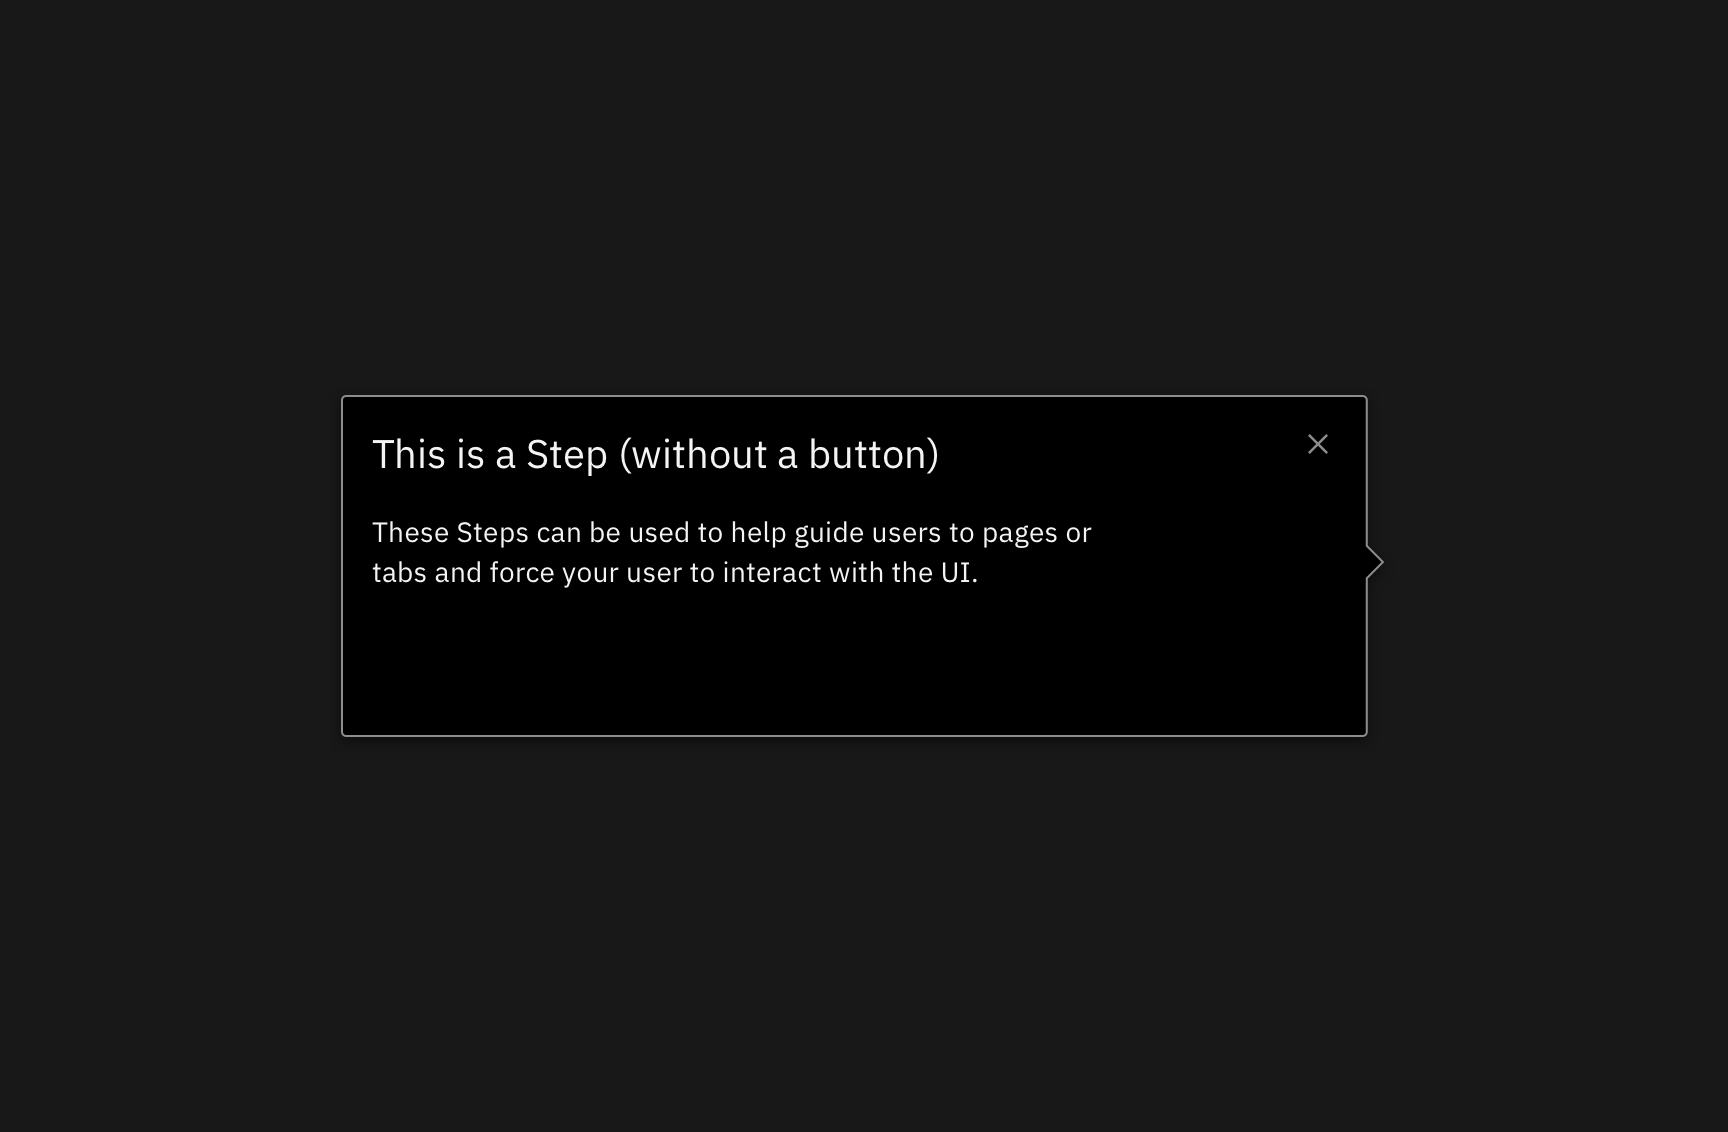 This is a Step (without a button)
These Steps can be used to help guide users to pages or
tabs and force your user to interact with the UI.